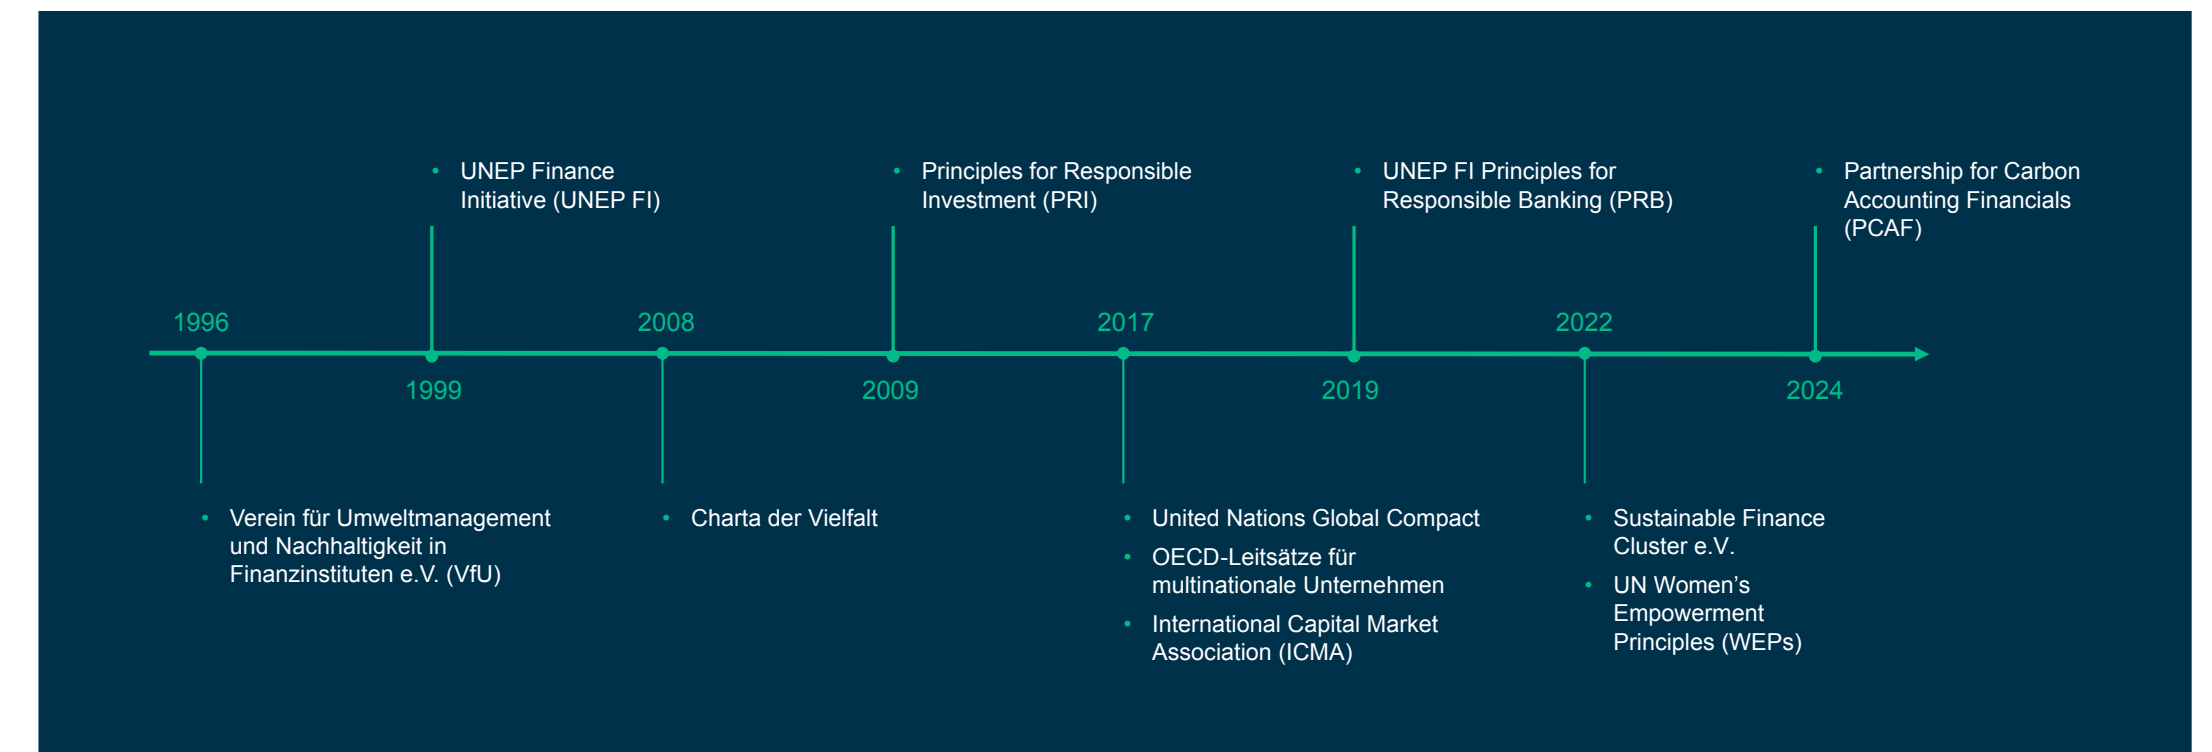 UNEP Finance
Initiative (UNEP FI)
Principles for Responsible
Investment (PRI)
UNEP FI Principles for
Responsible Banking (PRB)
Partnership for Carbon
Accounting Financials
(PCAF)
1996
2008
2017
2022
1999
2009
2019
2024
Verein für Umweltmanagement
und Nachhaltigkeit in
Finanzinstituten e.V. (VfU)
Charta der Vielfalt
United Nations Global Compact
OECD-Leitsätze für
multinationale Unternehmen
International Capital Market
Association (ICMA)
Sustainable Finance
Cluster e.V.
UN Women’s
Empowerment
Principles (WEPs)